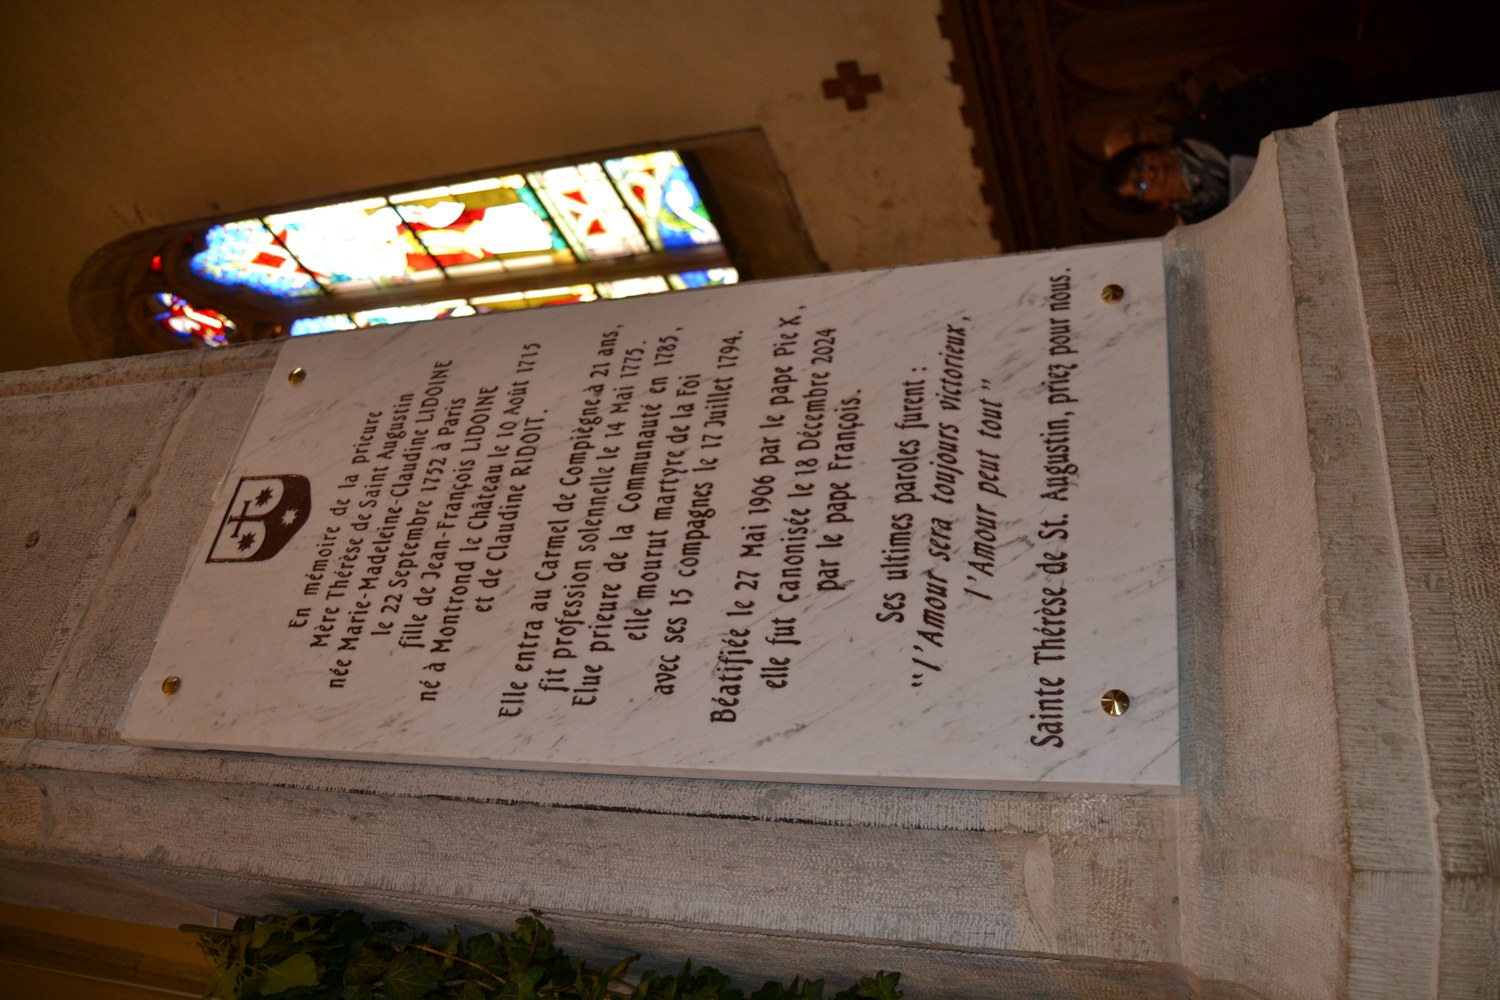 En mémoire de la prieure
Mère Thérèse de Saint Augustin
née Marie-Madeleine-Claudine LIDOINE
le 22 Septembre 1752 à Paris
fille de Jean-François LIDOINE
né à Montrond le Château le 10 Août 1715
et de Claudine RIDOIT.
Elle entra au Carmel de Compiègne à 21 ans,
fit profession solennelle le 14 Mai 1775.
Elue prieure de la Communauté en 1785,
elle mourut martyre de la Foi
avec ses 15 compagnes le 17 Juillet 1794.
Béatifiée le 27 Mai 1906 par le pape Pie X,
elle fut Canonisée le 18 Décembre 2024
par le pape François.
Ses ultimes paroles furent :
"l'Amour sera toujours victorieux,
l'Amour peut tout"
Sainte Thérèse de St. Augustin, priez pour nous.